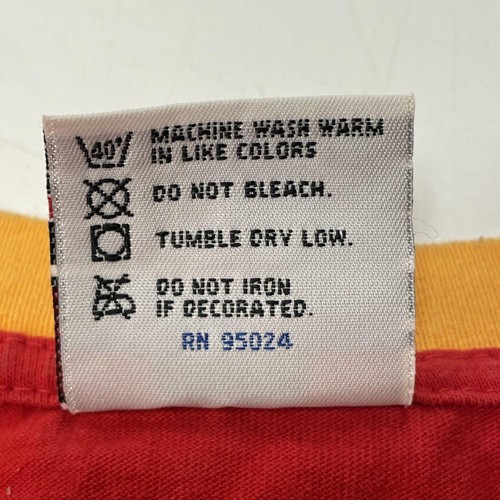 40°
MACHINE WASH WARM
IN LIKE COLORS
DO NOT BLEACH.
TUMBLE DRY LOW.
DO NOT IRON
IF DECORATED.
RN 95024